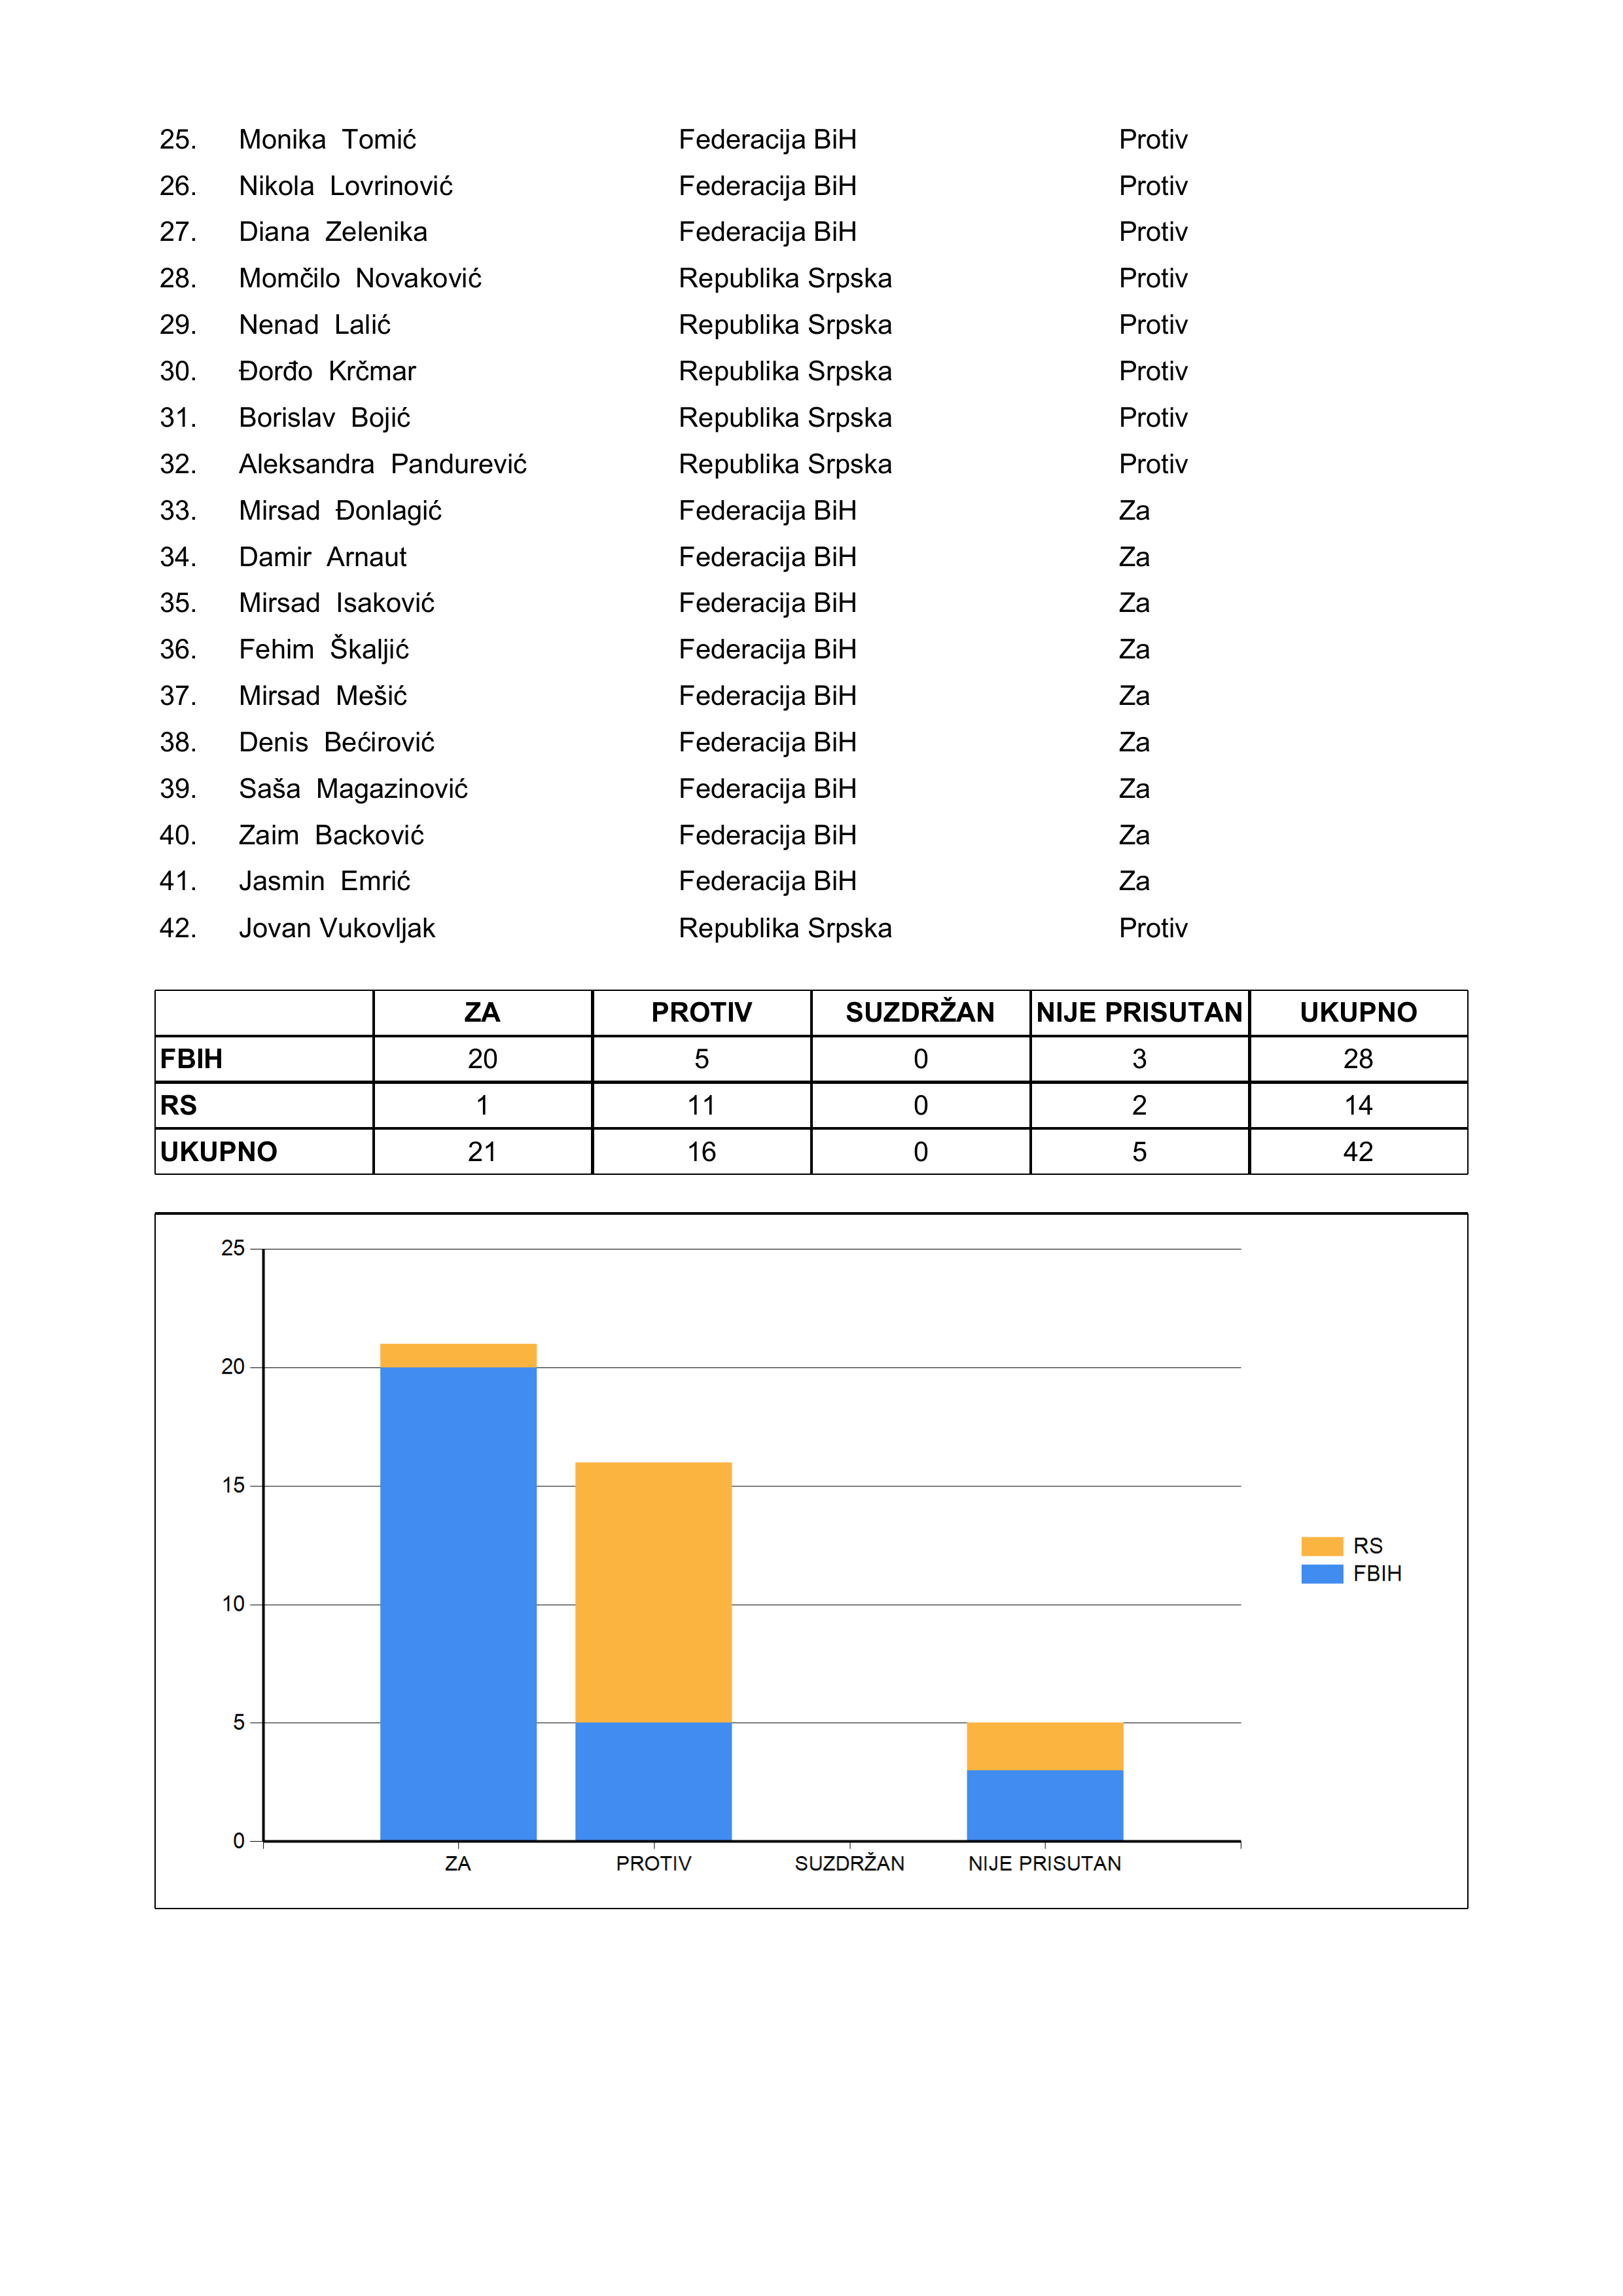 25. Monika Tomić Federacija BiH Protiv
26. Nikola Lovrinović Federacija BiH Protiv
27. Diana Zelenika Federacija BiH Protiv
28. Momčilo Novaković Republika Srpska Protiv
29. Nenad Lalić Republika Srpska Protiv
30. Đorđo Krčmar Republika Srpska Protiv
31. Borislav Bojić Republika Srpska Protiv
32. Aleksandra Pandurević Republika Srpska Protiv
33. Mirsad Đonlagić Federacija BiH Za
34. Damir Arnaut Federacija BiH Za
35. Mirsad Isaković Federacija BiH Za
36. Fehim Škaljić Federacija BiH Za
37. Mirsad Mešić Federacija BiH Za
38. Denis Bećirović Federacija BiH Za
39. Saša Magazinović Federacija BiH Za
40. Zaim Backović Federacija BiH Za
41. Jasmin Emrić Federacija BiH Za
42. Jovan Vukovljak Republika Srpska Protiv
ZA PROTIV SUZDRŽAN NIJE PRISUTAN UKUPNO
FBIH 20 5 0 3 28
RS 1 11 0 2 14
UKUPNO 21 16 0 5 42
25
20
15
10
5
0
ZA PROTIV SUZDRŽAN NIJE PRISUTAN
RS
FBIH